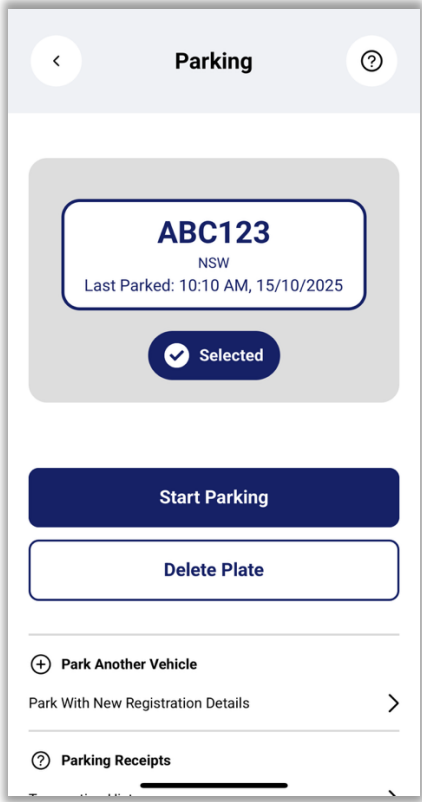 Parking
ABC123
NSW
Last Parked: 10:10 AM, 15/10/2025
Selected
Start Parking
Delete Plate
Park Another Vehicle
Park With New Registration Details
Parking Receipts